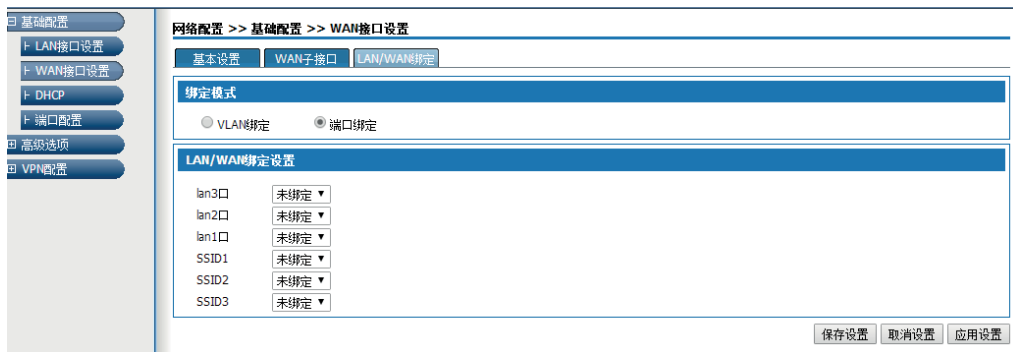 基础配置
LAN接口设置
WAN接口设置
DHCP
端口配置
高级选项
VPN配置
网络配置 >> 基础配置 >> WAN接口设置
基本设置 WAN子接口 LAN/WAN绑定
绑定模式
VLAN绑定 端口绑定
LAN/WAN绑定设置
lan3口 未绑定
lan2口 未绑定
lan1口 未绑定
SSID1 未绑定
SSID2 未绑定
SSID3 未绑定
保存设置 取消设置 应用设置